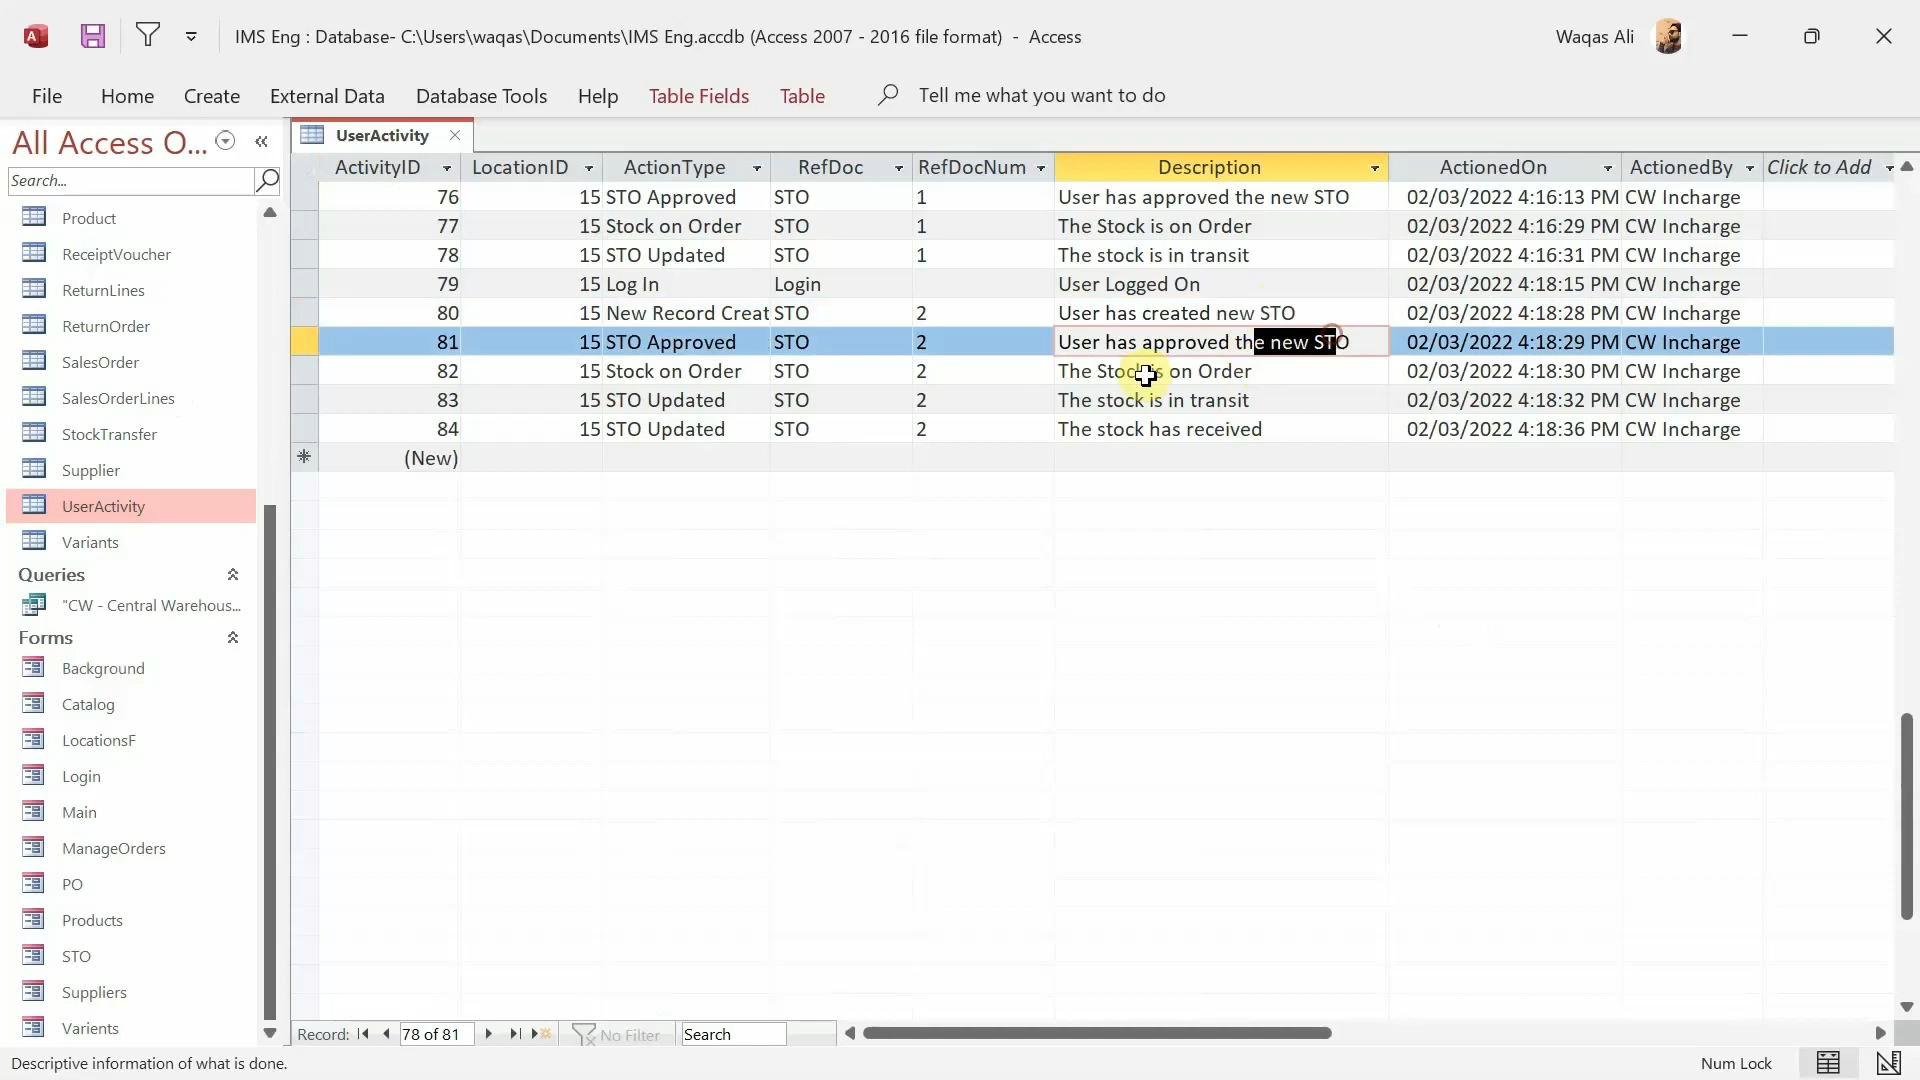 IMS Eng : Database- C:\Users\waqas\Documents\IMS Eng.accdb (Access 2007 - 2016 file format) - Access
Waqas Ali
File Home Create External Data Database Tools Help Table Fields Table Tell me what you want to do
All Access O...
Search...
Product
ReceiptVoucher
ReturnLines
ReturnOrder
SalesOrder
SalesOrderLines
StockTransfer
Supplier
UserActivity
Variants
Queries
"CW - Central Warehous...
Forms
Background
Catalog
LocationsF
Login
Main
ManageOrders
PO
Products
STO
Suppliers
Varients
UserActivity
ActivityID LocationID ActionType RefDoc RefDocNum Description ActionedOn ActionedBy Click to Add
76 15 STO Approved STO 1 User has approved the new STO 02/03/2022 4:16:13 PM CW Incharge
77 15 Stock on Order STO 1 The Stock is on Order 02/03/2022 4:16:29 PM CW Incharge
78 15 STO Updated STO 1 The stock is in transit 02/03/2022 4:16:31 PM CW Incharge
79 15 Log In Login User Logged On 02/03/2022 4:18:15 PM CW Incharge
80 15 New Record Creat STO 2 User has created new STO 02/03/2022 4:18:28 PM CW Incharge
81 15 STO Approved STO 2 User has approved the new STO 02/03/2022 4:18:29 PM CW Incharge
82 15 Stock on Order STO 2 The Stock is on Order 02/03/2022 4:18:30 PM CW Incharge
83 15 STO Updated STO 2 The stock is in transit 02/03/2022 4:18:32 PM CW Incharge
84 15 STO Updated STO 2 The stock has received 02/03/2022 4:18:36 PM CW Incharge
(New)
Record: 78 of 81 No Filter Search
Descriptive information of what is done.
Num Lock